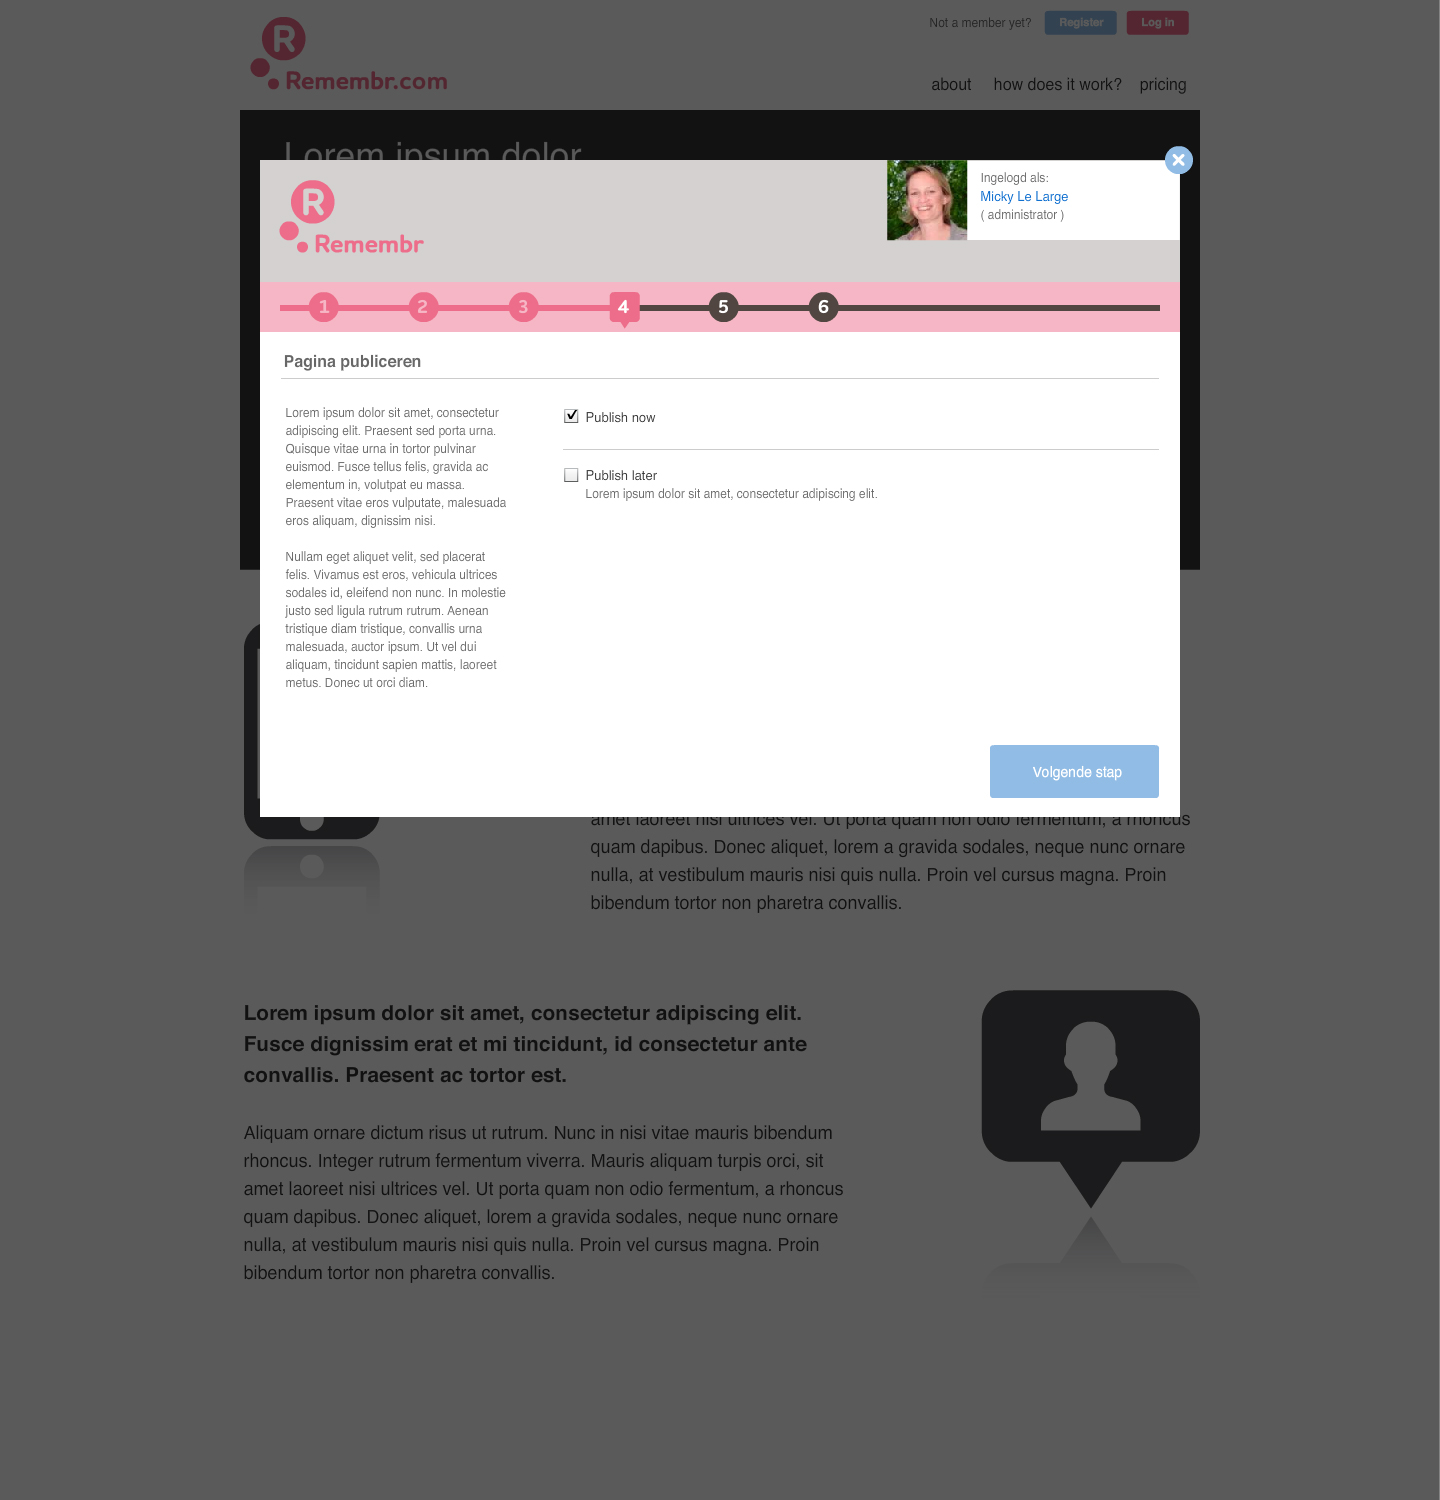 R
Remembr.com
Not a member yet?
Register
Log in
about
how does it work?
pricing
Lorem ipsum dolor
R
Remembr
Ingelogd als:
Micky Le Large
( administrator )
1
2
3
4
5
6
Pagina publiceren
Lorem ipsum dolor sit amet, consectetur
adipiscing elit. Praesent sed porta urna.
Quisque vitae urna in tortor pulvinar
euismod. Fusce tellus felis, gravida ac
elementum in, volutpat eu massa.
Praesent vitae eros vulputate, malesuada
eros aliquam, dignissim nisi.
Nullam eget aliquet velit, sed placerat
felis. Vivamus est eros, vehicula ultrices
sodales id, eleifend non nunc. In molestie
justo sed ligula rutrum rutrum. Aenean
tristique diam tristique, convallis urna
malesuada, auctor ipsum. Ut vel dui
aliquam, tincidunt sapien mattis, laoreet
metus. Donec ut orci diam.
Publish now
Publish later
Lorem ipsum dolor sit amet, consectetur adipiscing elit.
Volgende stap
amet laoreet nisi ultrices vel. Ut porta quam non odio fermentum, a rhoncus
quam dapibus. Donec aliquet, lorem a gravida sodales, neque nunc ornare
nulla, at vestibulum mauris nisi quis nulla. Proin vel cursus magna. Proin
bibendum tortor non pharetra convallis.
Lorem ipsum dolor sit amet, consectetur adipiscing elit.
Fusce dignissim erat et mi tincidunt, id consectetur ante
convallis. Praesent ac tortor est.
Aliquam ornare dictum risus ut rutrum. Nunc in nisi vitae mauris bibendum
rhoncus. Integer rutrum fermentum viverra. Mauris aliquam turpis orci, sit
amet laoreet nisi ultrices vel. Ut porta quam non odio fermentum, a rhoncus
quam dapibus. Donec aliquet, lorem a gravida sodales, neque nunc ornare
nulla, at vestibulum mauris nisi quis nulla. Proin vel cursus magna. Proin
bibendum tortor non pharetra convallis.